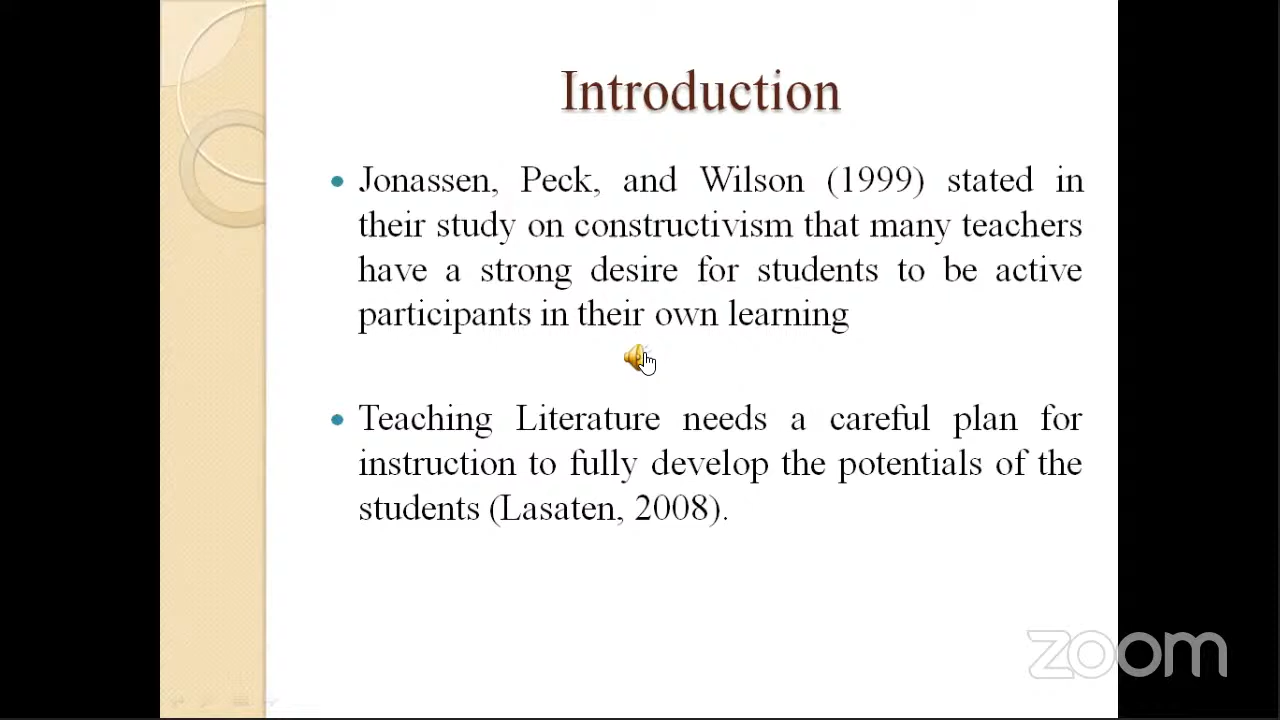 Introduction
• Jonassen, Peck, and Wilson (1999) stated in
their study on constructivism that many teachers
have a strong desire for students to be active
participants in their own learning
• Teaching Literature needs a careful plan for
instruction to fully develop the potentials of the
students (Lasaten, 2008).
zoom